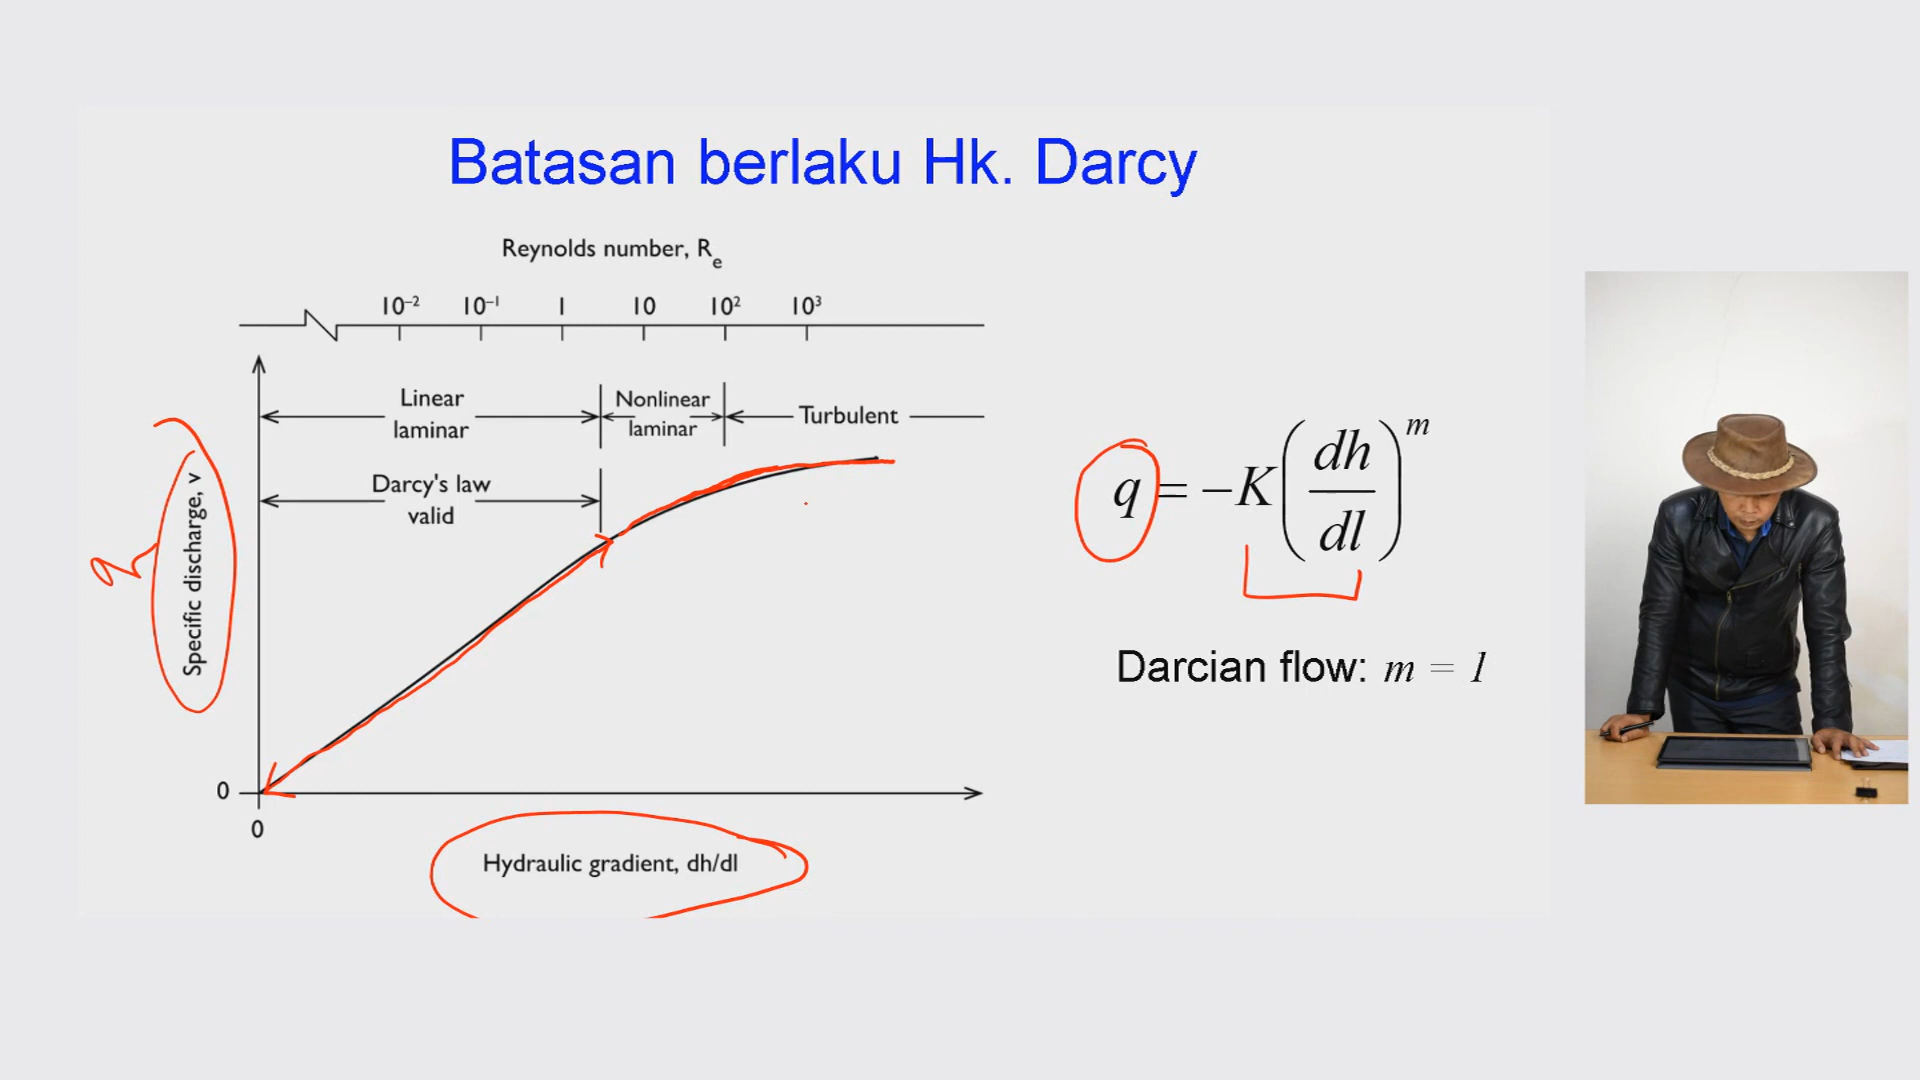 Batasan berlaku Hk. Darcy
Reynolds number, Rₑ
10⁻² 10⁻¹ 1 10 10² 10³
Linear
laminar
Nonlinear
laminar
Turbulent
Darcy's law
valid
q
Specific discharge, v
0
0
Hydraulic gradient, dh/dl
q = −K(dh/dl)ᵐ
Darcian flow: m = 1